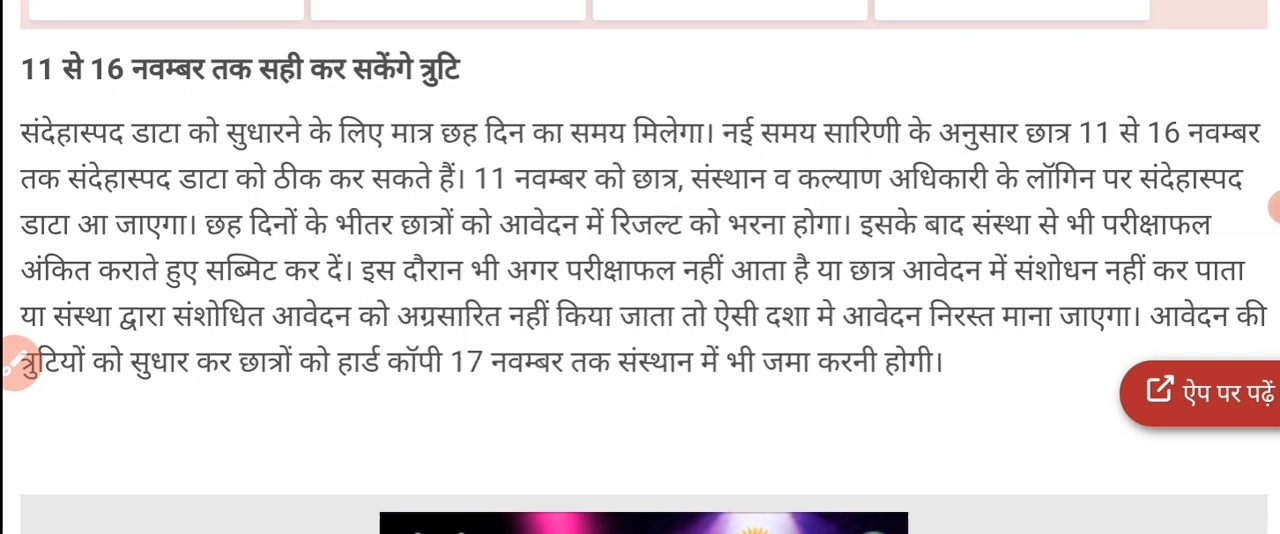 11 से 16 नवम्बर तक सही कर सकेंगे त्रुटि
संदेहास्पद डाटा को सुधारने के लिए मात्र छह दिन का समय मिलेगा। नई समय सारिणी के अनुसार छात्र 11 से 16 नवम्बर
तक संदेहास्पद डाटा को ठीक कर सकते हैं। 11 नवम्बर को छात्र, संस्थान व कल्याण अधिकारी के लॉगिन पर संदेहास्पद
डाटा आ जाएगा। छह दिनों के भीतर छात्रों को आवेदन में रिजल्ट को भरना होगा। इसके बाद संस्था से भी परीक्षाफल
अंकित कराते हुए सब्मिट कर दें। इस दौरान भी अगर परीक्षाफल नहीं आता है या छात्र आवेदन में संशोधन नहीं कर पाता
या संस्था द्वारा संशोधित आवेदन को अग्रसारित नहीं किया जाता तो ऐसी दशा मे आवेदन निरस्त माना जाएगा। आवेदन की
त्रुटियों को सुधार कर छात्रों को हार्ड कॉपी 17 नवम्बर तक संस्थान में भी जमा करनी होगी।
ऐप पर पढ़ें